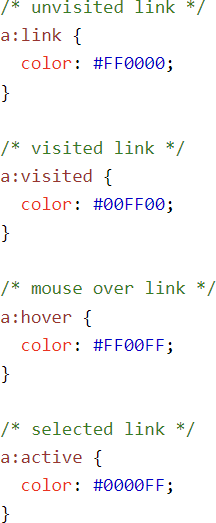 /* unvisited link */
a:link {
  color: #FF0000;
}

/* visited link */
a:visited {
  color: #00FF00;
}

/* mouse over link */
a:hover {
  color: #FF00FF;
}

/* selected link */
a:active {
  color: #0000FF;
}